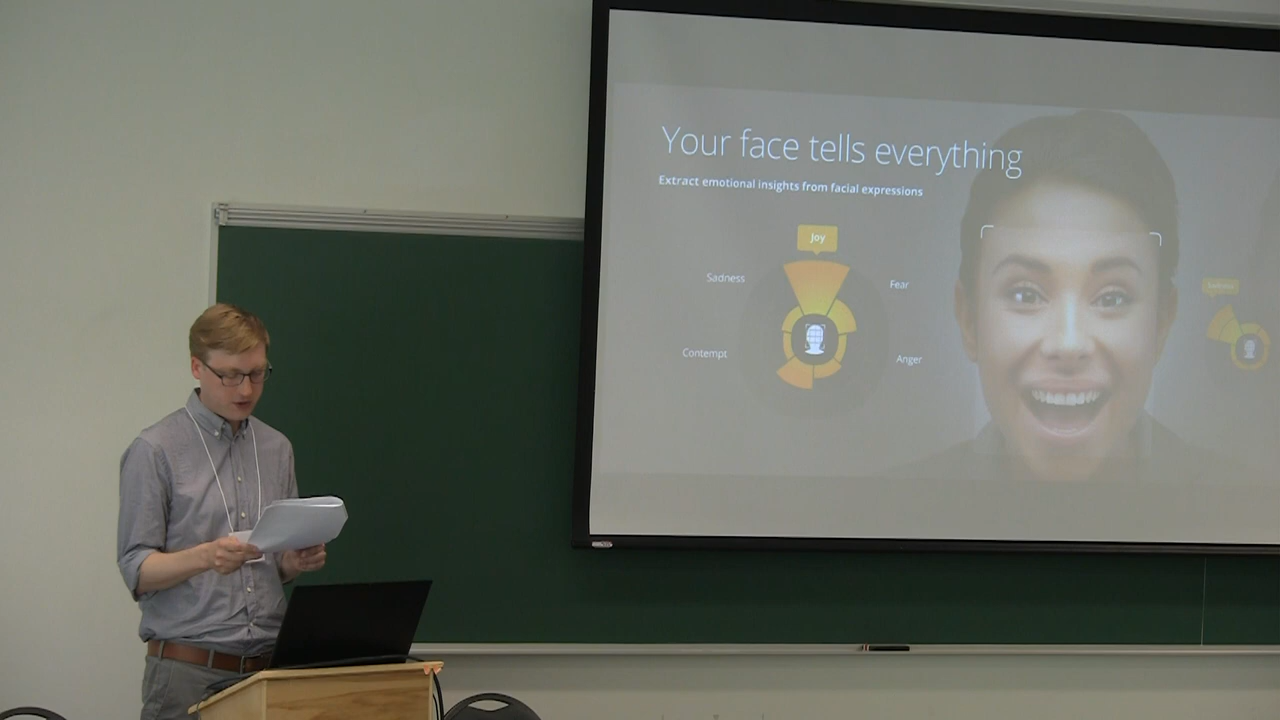 Your face tells everything
Extract emotional insights from facial expressions
Joy
Sadness
Fear
Contempt
Anger